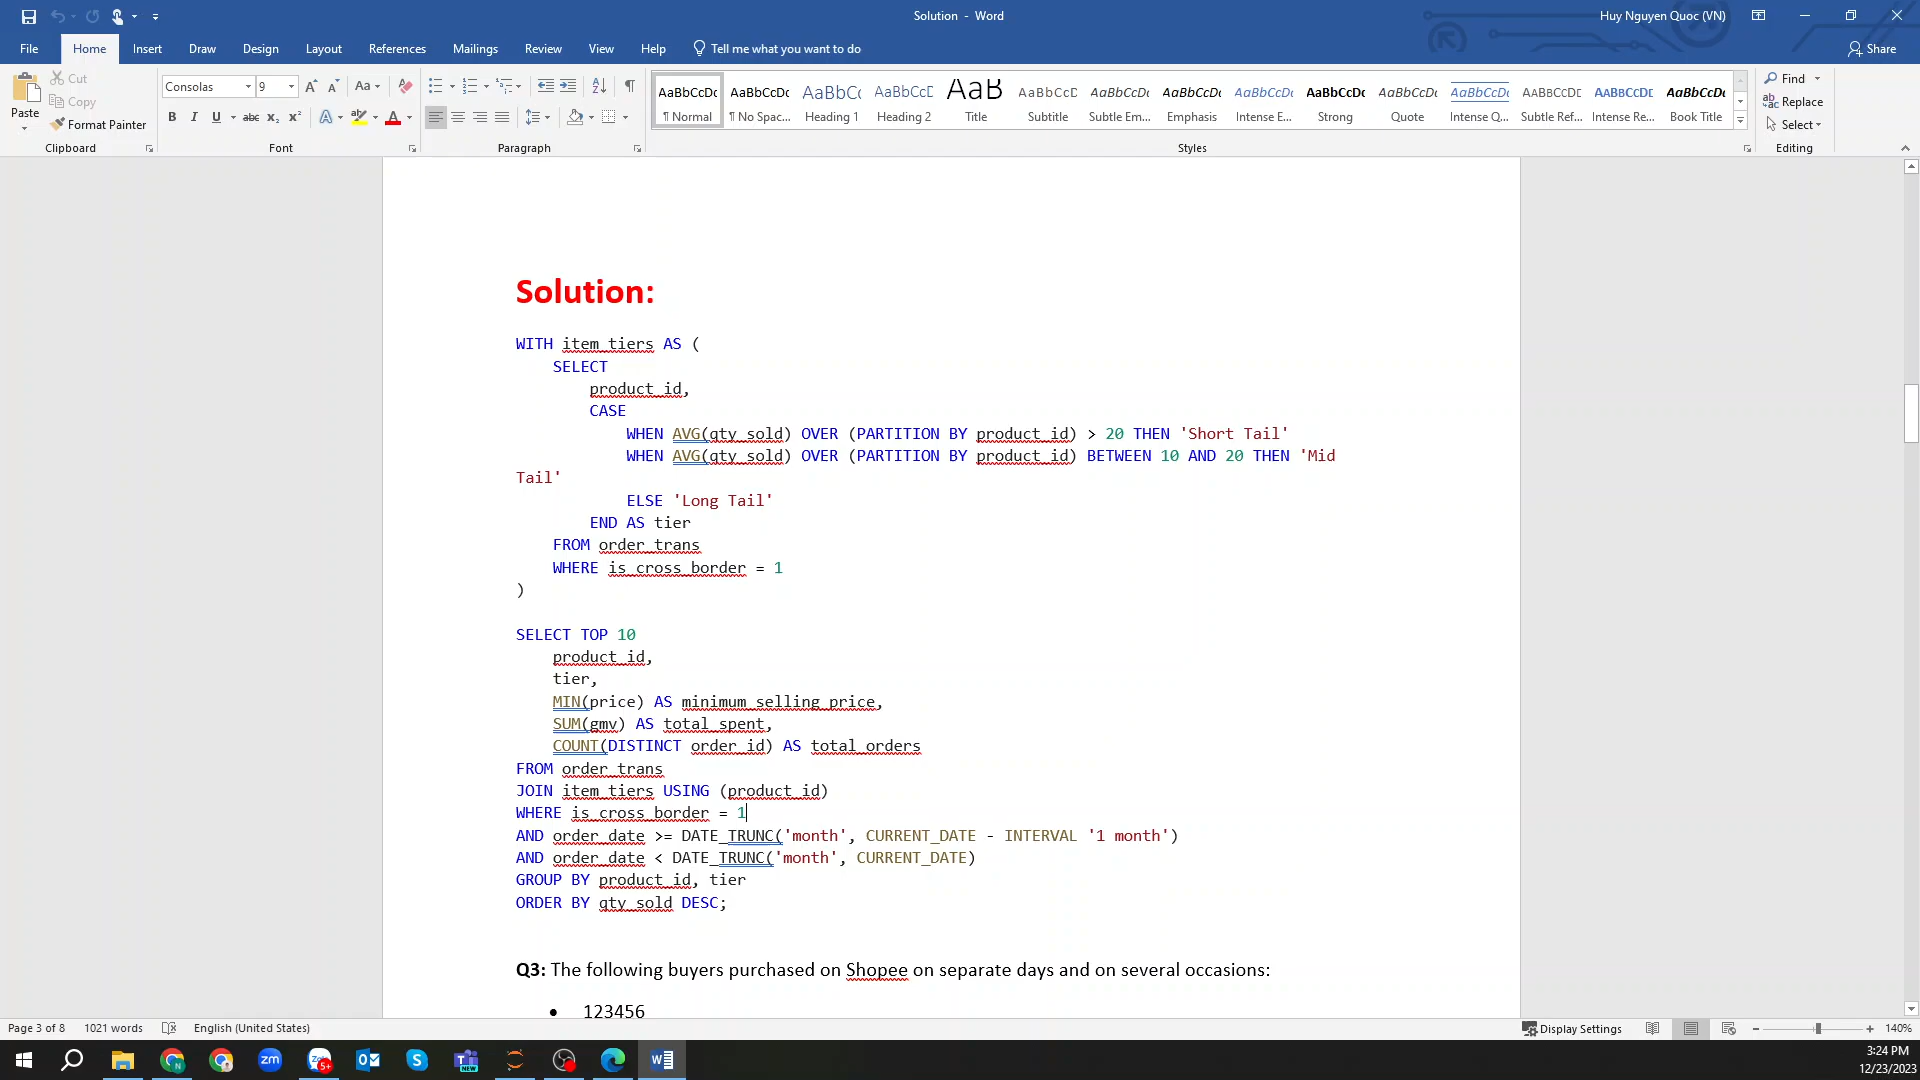 Solution - Word
Huy Nguyen Quoc (VN)
File Home Insert Draw Design Layout References Mailings Review View Help Tell me what you want to do
Share
Paste
Cut
Copy
Format Painter
Clipboard
Consolas 9
Font
Paragraph
AaBbCcDc AaBbCcDc AaBbCc AaBbCcE AaB AaBbCcD AaBbCcDc AaBbCcDc AaBbCcDc AaBbCcDc AaBbCcDc AaBbCcDc AABBCCDE AABBCCDE AaBbCcDc
¶ Normal ¶ No Spac... Heading 1 Heading 2 Title Subtitle Subtle Em... Emphasis Intense E... Strong Quote Intense Q... Subtle Ref... Intense Re... Book Title
Styles
Find
Replace
Select
Editing
Solution:
WITH item_tiers AS (
SELECT
product_id,
CASE
WHEN AVG(qty_sold) OVER (PARTITION BY product_id) > 20 THEN 'Short Tail'
WHEN AVG(qty_sold) OVER (PARTITION BY product_id) BETWEEN 10 AND 20 THEN 'Mid
Tail'
ELSE 'Long Tail'
END AS tier
FROM order_trans
WHERE is_cross_border = 1
)
SELECT TOP 10
product_id,
tier,
MIN(price) AS minimum_selling_price,
SUM(gmv) AS total_spent,
COUNT(DISTINCT order_id) AS total_orders
FROM order_trans
JOIN item_tiers USING (product_id)
WHERE is_cross_border = 1
AND order_date >= DATE_TRUNC('month', CURRENT_DATE - INTERVAL '1 month')
AND order_date < DATE_TRUNC('month', CURRENT_DATE)
GROUP BY product_id, tier
ORDER BY qty_sold DESC;
Q3: The following buyers purchased on Shopee on separate days and on several occasions:
• 123456
Page 3 of 8 1021 words English (United States)
Display Settings
140%
3:24 PM
12/23/2023